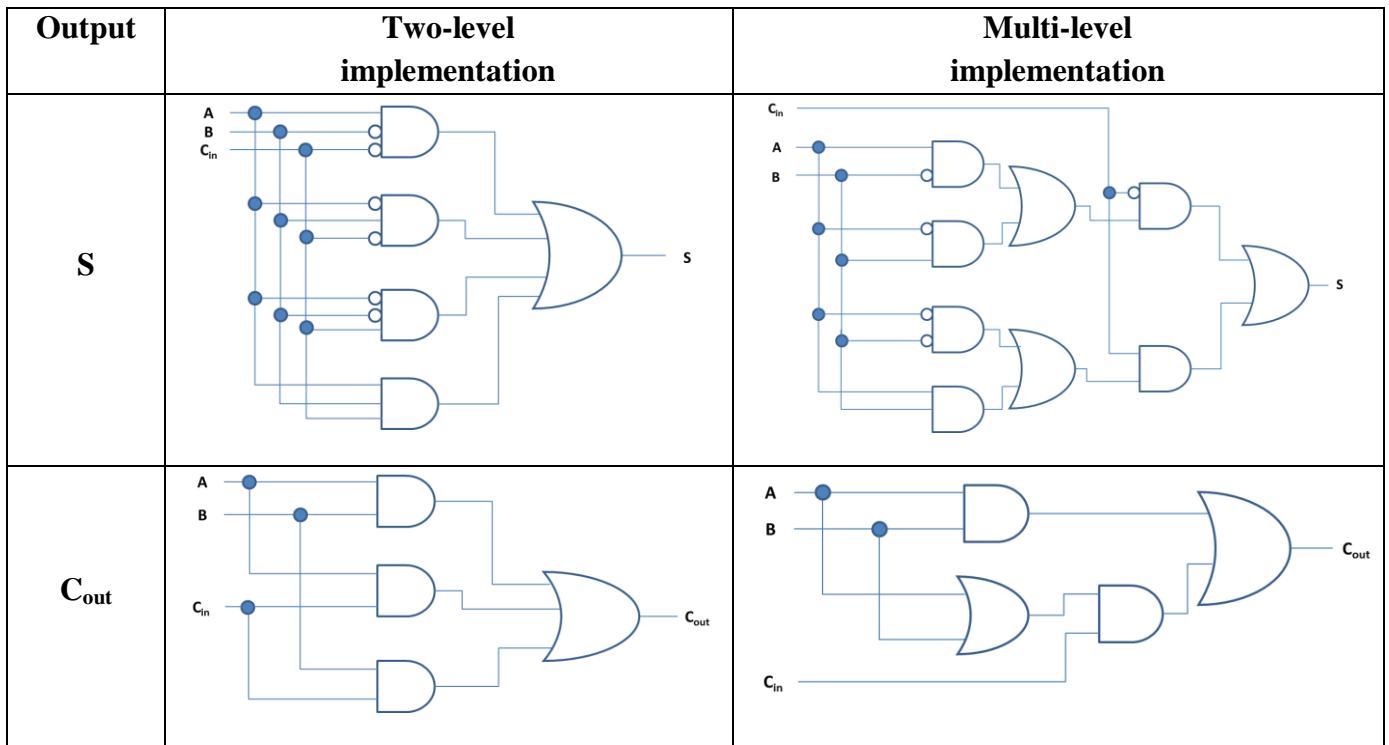 Output
Two-level
implementation
Multi-level
implementation
S
A
B
Cin
S
Cin
A
B
S
Cout
A
B
Cin
Cout
A
B
Cin
Cout